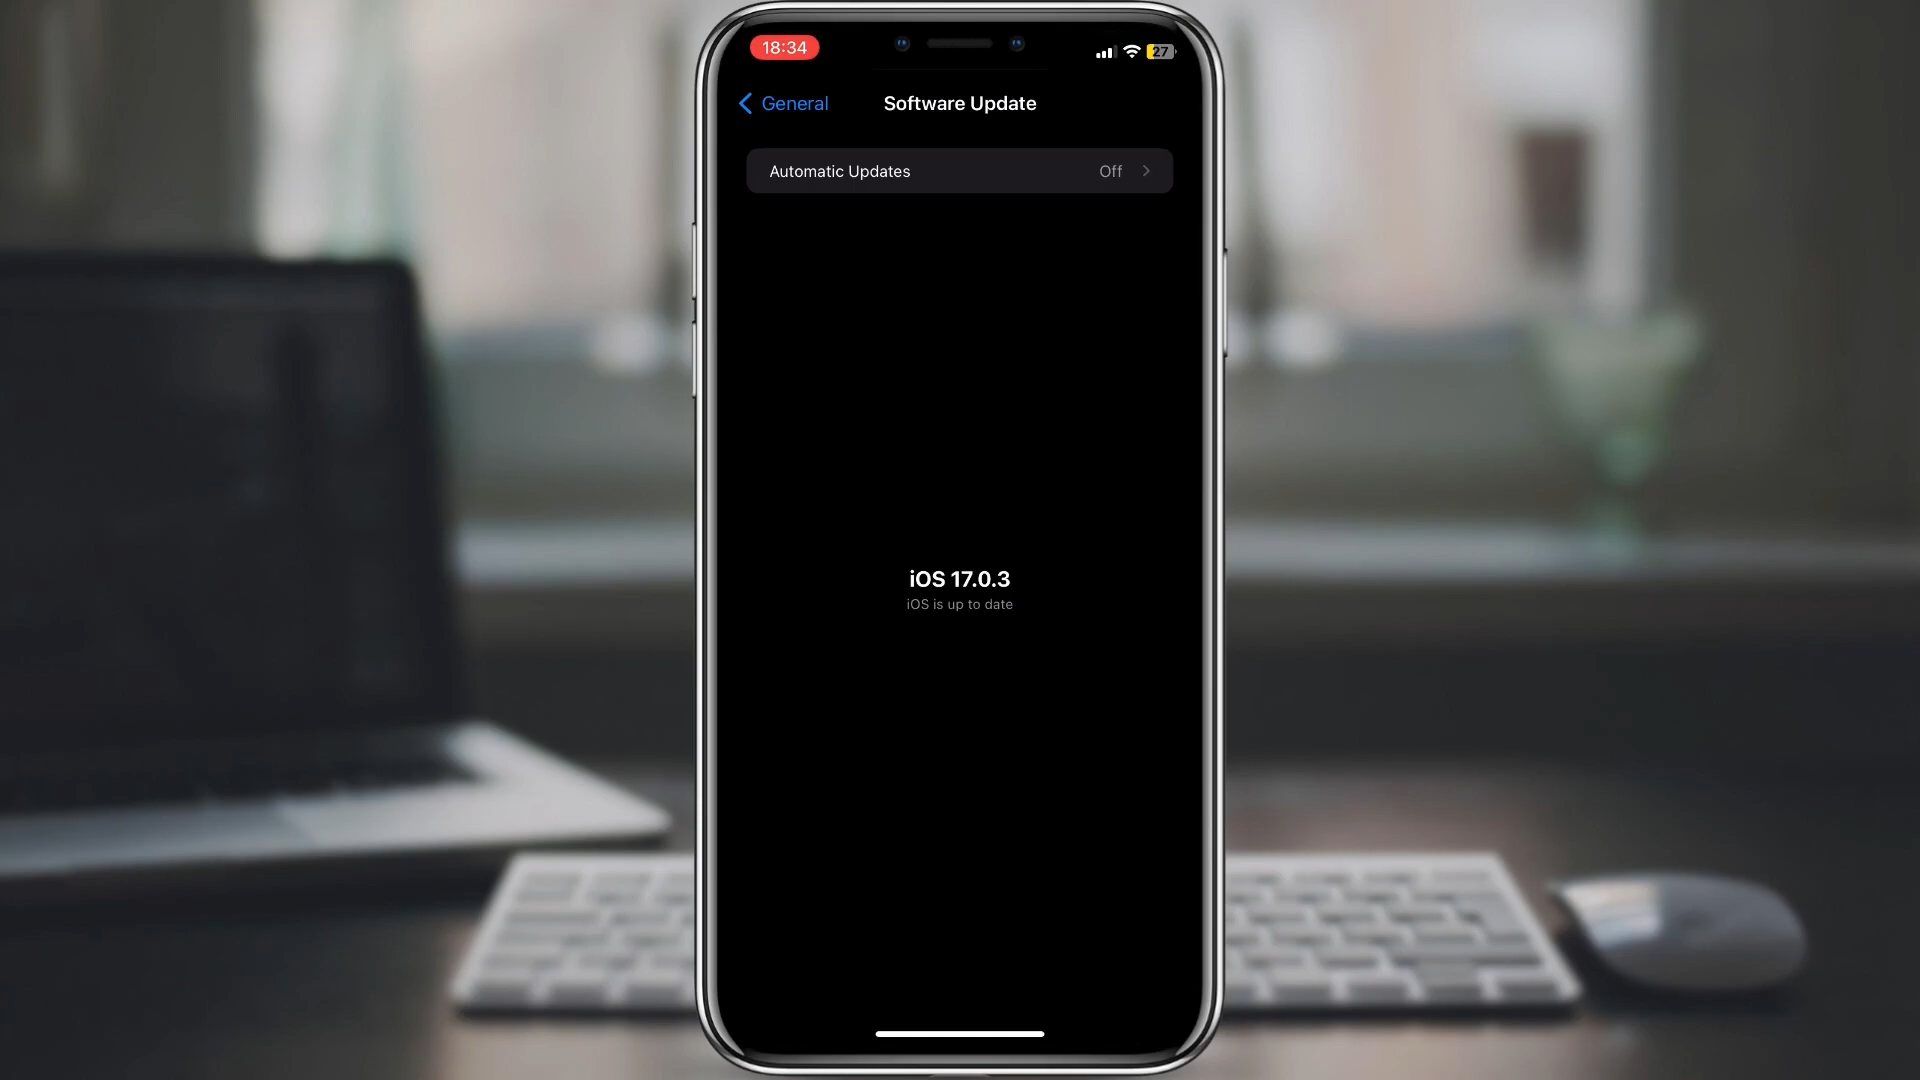 18:34
27
General
Software Update
Automatic Updates
Off
iOS 17.0.3
iOS is up to date